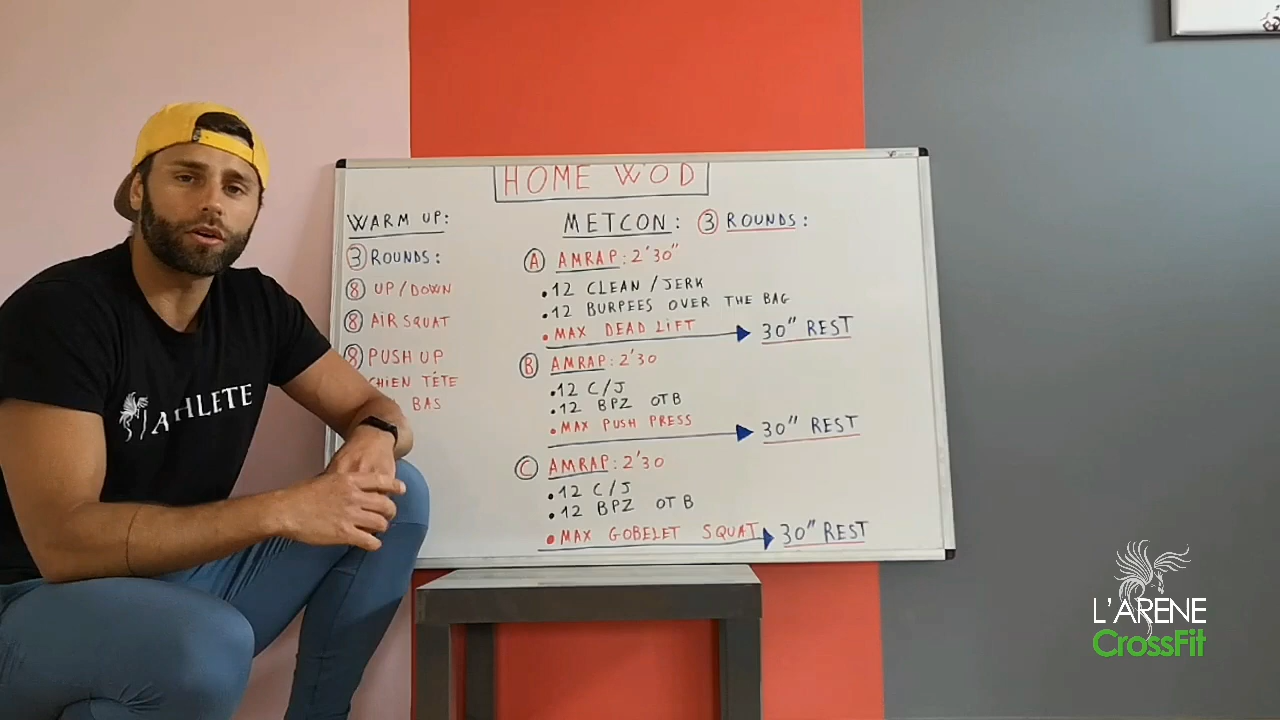 HOME WOD
WARM UP:
3 ROUNDS:
8 UP/DOWN
8 AIR SQUAT
8 PUSH UP
CHIEN TÊTE
BAS
METCON: 3 ROUNDS:
A AMRAP: 2'30"
.12 CLEAN/JERK
.12 BURPEES OVER THE BAG
• MAX DEAD LIFT 30" REST
B AMRAP: 2'30
.12 C/J
.12 BPZ OTB
• MAX PUSH PRESS 30" REST
C AMRAP: 2'30
.12 C/J
.12 BPZ OTB
• MAX GOBELET SQUAT 30" REST
ATHLETE
L'ARENE
CrossFit